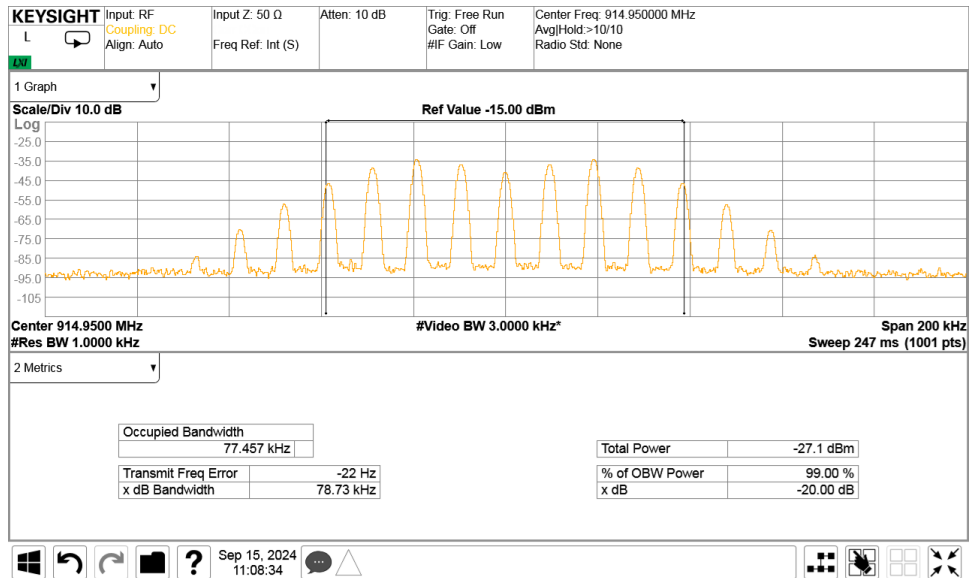 KEYSIGHT Input: RF Input Z: 50 Ω Atten: 10 dB Trig: Free Run Center Freq: 914.950000 MHz
L Coupling: DC Gate: Off Avg|Hold:>10/10
Align: Auto Freq Ref: Int (S) #IF Gain: Low Radio Std: None
LXI
1 Graph
Scale/Div 10.0 dB Ref Value -15.00 dBm
Log
-25.0
-35.0
-45.0
-55.0
-65.0
-75.0
-85.0
-95.0
-105
Center 914.9500 MHz #Video BW 3.0000 kHz* Span 200 kHz
#Res BW 1.0000 kHz Sweep 247 ms (1001 pts)
2 Metrics
Occupied Bandwidth
77.457 kHz Total Power -27.1 dBm
Transmit Freq Error -22 Hz % of OBW Power 99.00 %
x dB Bandwidth 78.73 kHz x dB -20.00 dB
? Sep 15, 2024
11:08:34